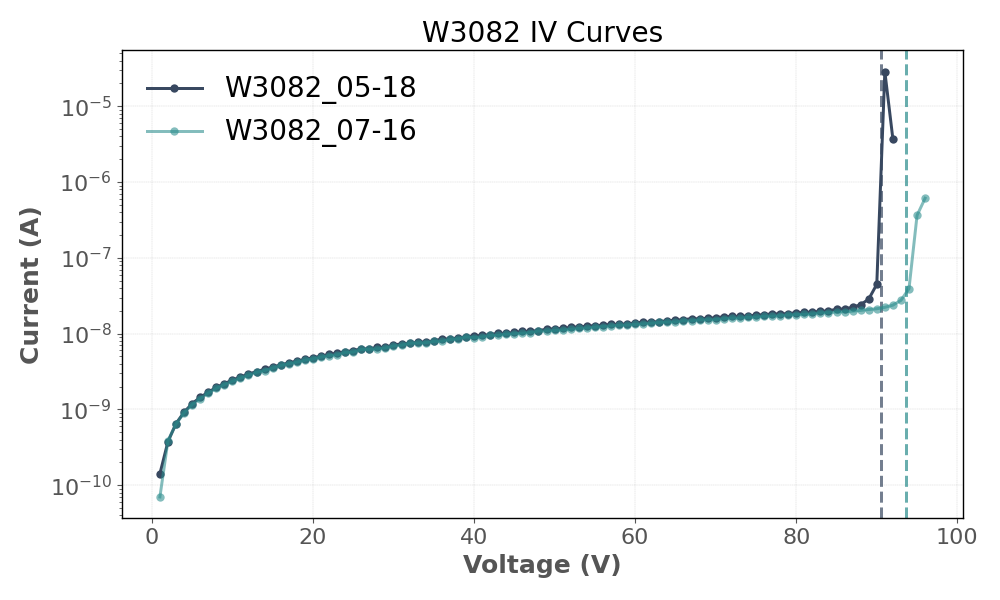 W3082 IV Curves
W3082_05-18
W3082_07-16
Current (A)
10⁻⁵
10⁻⁶
10⁻⁷
10⁻⁸
10⁻⁹
10⁻¹⁰
0 20 40 60 80 100
Voltage (V)